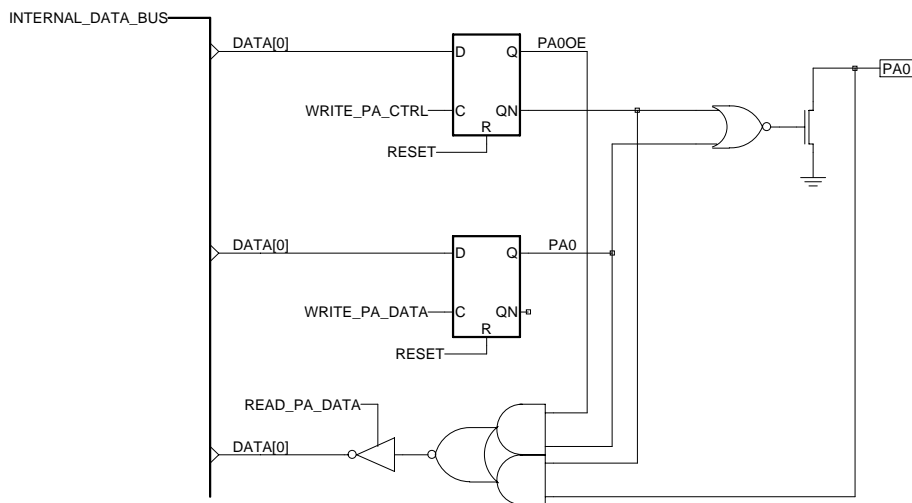 INTERNAL_DATA_BUS
DATA[0]
D
Q
PA0OE
PA0
WRITE_PA_CTRL
C
QN
R
RESET
DATA[0]
D
Q
PA0
WRITE_PA_DATA
C
QN
R
RESET
READ_PA_DATA
DATA[0]